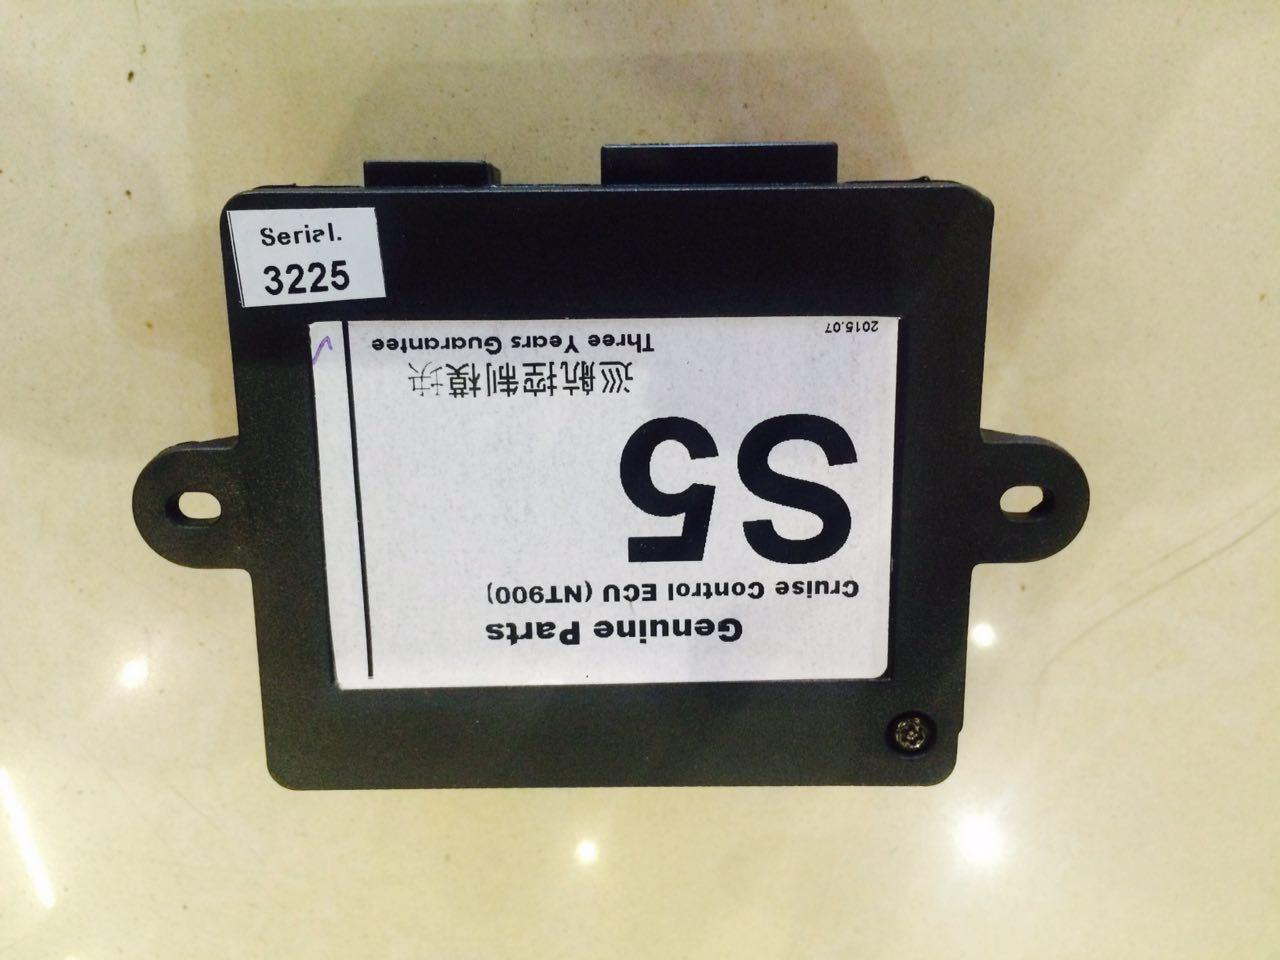 Serial.
3225
Genuine Parts
Cruise Control ECU (NT900)
S5
巡航控制模块
Three Years Guarantee
2015.07